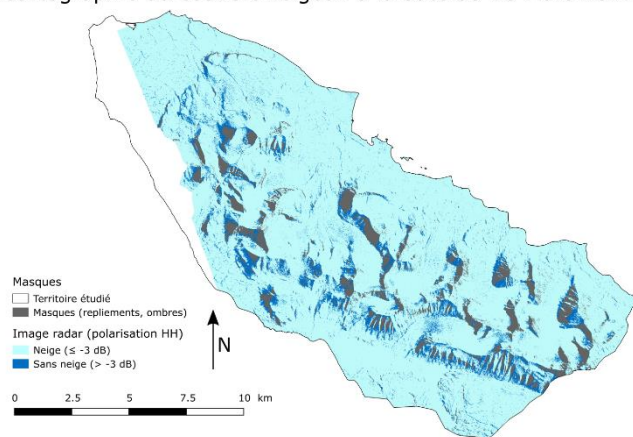 Masques
Territoire étudié
Masques (repliements, ombres)
Image radar (polarisation HH)
Neige (≤ -3 dB)
Sans neige (> -3 dB)
N
0 2.5 5 7.5 10 km